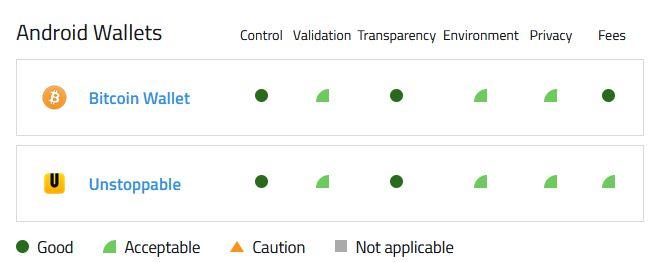 Android Wallets Control Validation Transparency Environment Privacy Fees
Bitcoin Wallet
Unstoppable
Good Acceptable Caution Not applicable